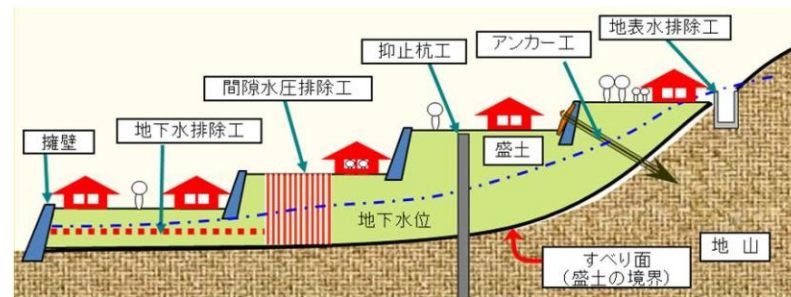 地表水排除工
アンカー工
抑止杭工
間隙水圧排除工
地下水排除工
擁壁
盛土
地下水位
地 山
すべり面
(盛土の境界)